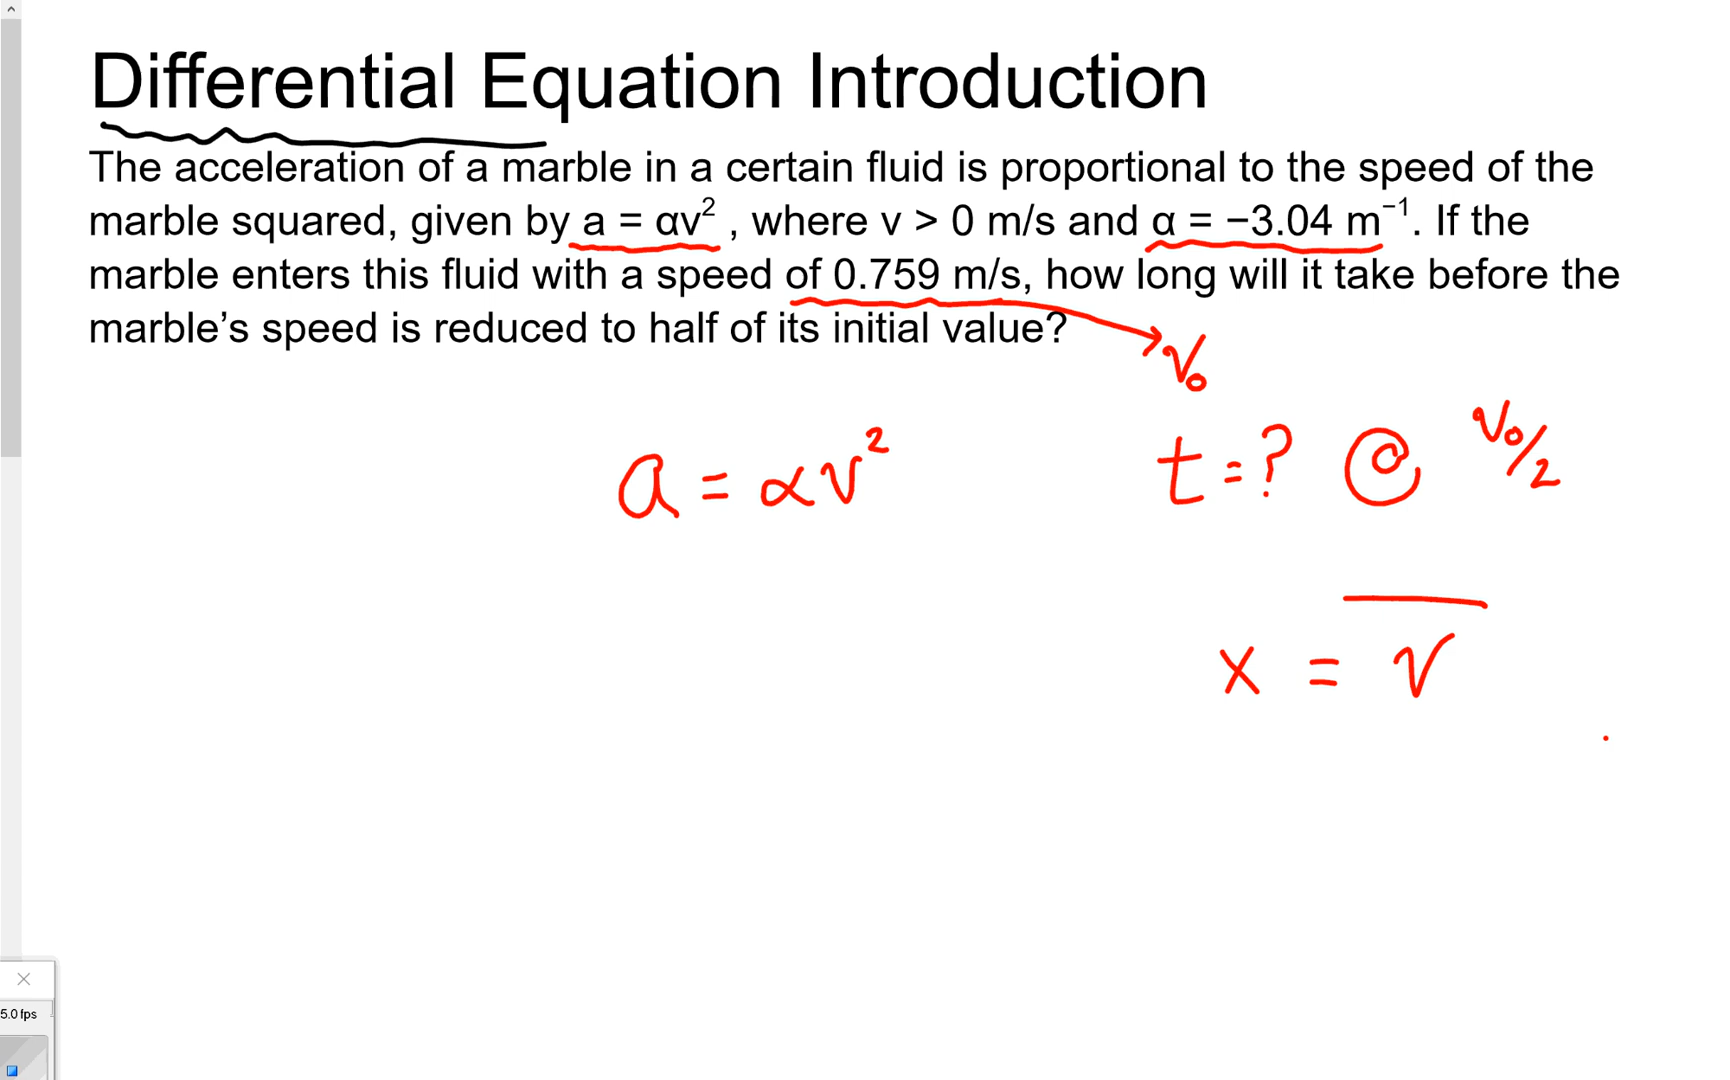 Differential Equation Introduction
The acceleration of a marble in a certain fluid is proportional to the speed of the
marble squared, given by a = αv² , where v > 0 m/s and α = −3.04 m⁻¹. If the
marble enters this fluid with a speed of 0.759 m/s, how long will it take before the
marble’s speed is reduced to half of its initial value?
v₀
a = αv²
t = ? @ v₀/2
x = v
5.0 fps